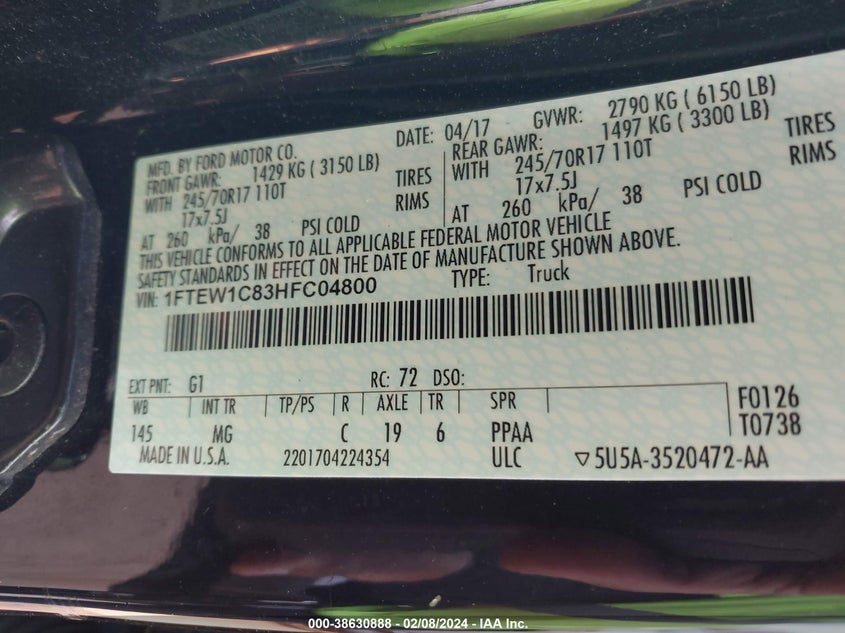 MFD. BY FORD MOTOR CO. DATE: 04/17 GVWR: 2790 KG ( 6150 LB)
FRONT GAWR: 1429 KG ( 3150 LB) REAR GAWR: 1497 KG ( 3300 LB)
WITH 245/70R17 110T TIRES WITH 245/70R17 110T TIRES
17x7.5J RIMS 17x7.5J RIMS
AT 260 kPa/ 38 PSI COLD AT 260 kPa/ 38 PSI COLD
THIS VEHICLE CONFORMS TO ALL APPLICABLE FEDERAL MOTOR VEHICLE
SAFETY STANDARDS IN EFFECT ON THE DATE OF MANUFACTURE SHOWN ABOVE.
VIN: 1FTEW1C83HFC04800 TYPE: Truck
EXT PNT: G1 RC: 72 DSO:
WB INT TR TP/PS R AXLE TR SPR F0126
145 MG C 19 6 PPAA T0738
MADE IN U.S.A. 2201704224354 ULC ▽5U5A-3520472-AA
000-38630888 - 02/08/2024 - © IAA Inc.